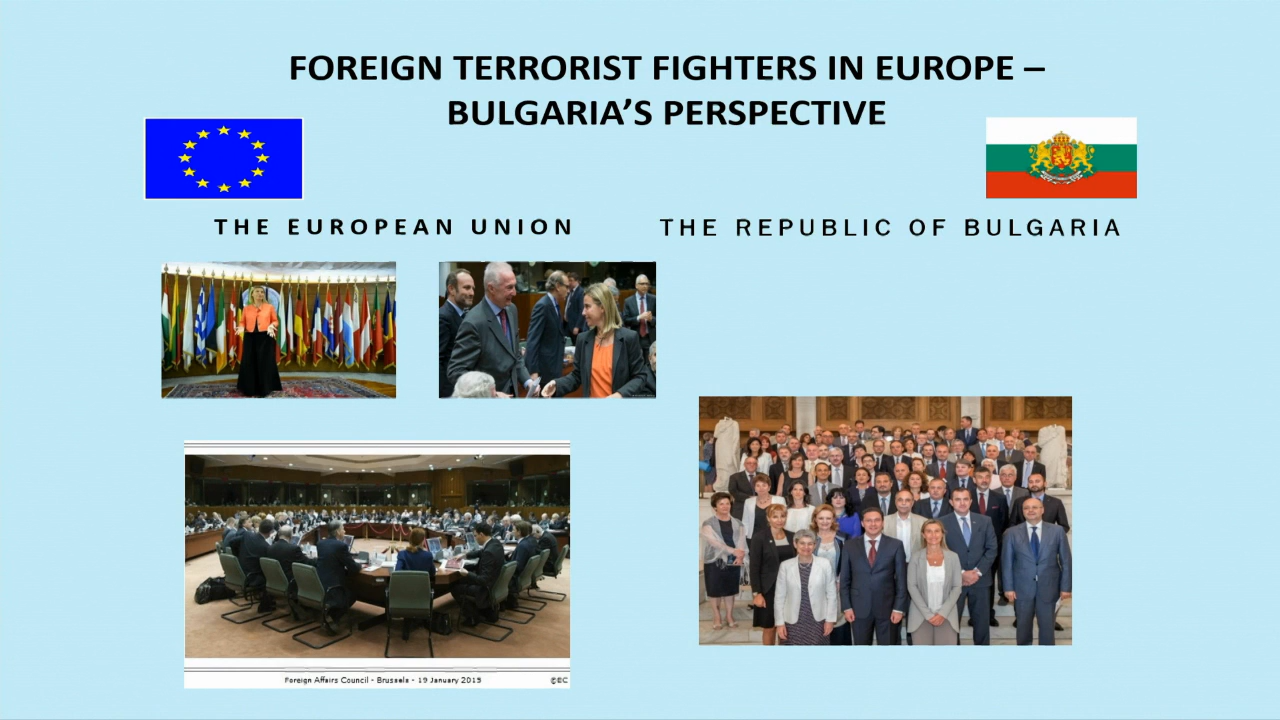 FOREIGN TERRORIST FIGHTERS IN EUROPE –
BULGARIA’S PERSPECTIVE
THE EUROPEAN UNION
THE REPUBLIC OF BULGARIA
Foreign Affairs Council - Brussels - 19 January 2015
©EC